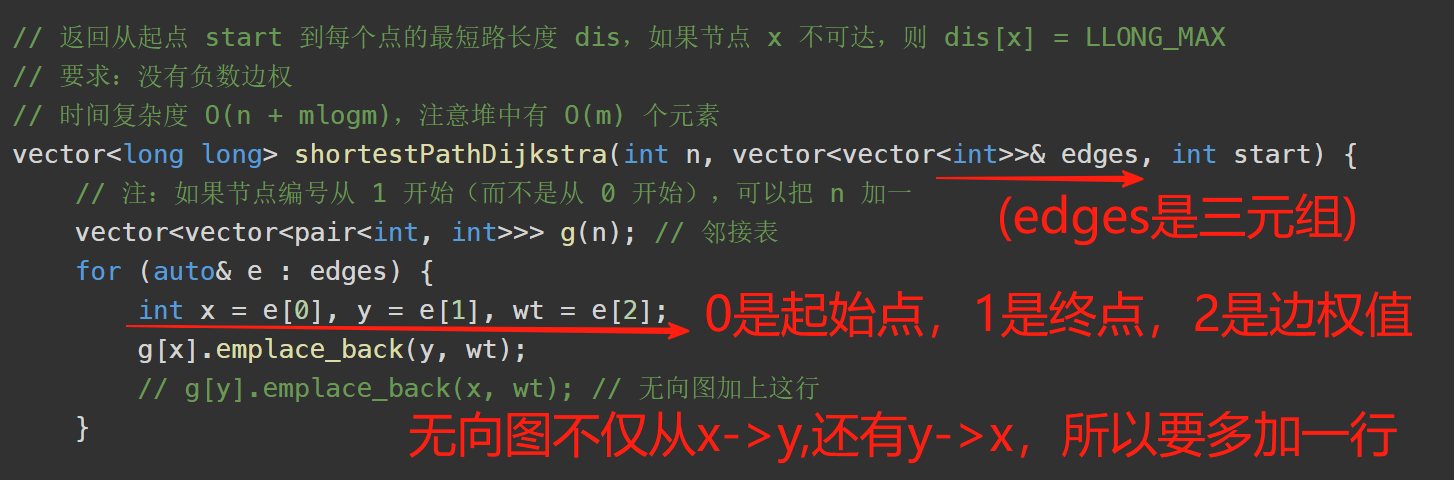 // 返回从起点 start 到每个点的最短路长度 dis，如果节点 x 不可达，则 dis[x] = LLONG_MAX
// 要求：没有负数边权
// 时间复杂度 O(n + mlogm)，注意堆中有 O(m) 个元素
vector<long long> shortestPathDijkstra(int n, vector<vector<int>>& edges, int start) {
// 注：如果节点编号从 1 开始（而不是从 0 开始），可以把 n 加一
(edges是三元组)
vector<vector<pair<int, int>>> g(n); // 邻接表
for (auto& e : edges) {
int x = e[0], y = e[1], wt = e[2];
0是起始点，1是终点，2是边权值
g[x].emplace_back(y, wt);
// g[y].emplace_back(x, wt); // 无向图加上这行
}
无向图不仅从x->y,还有y->x，所以要多加一行